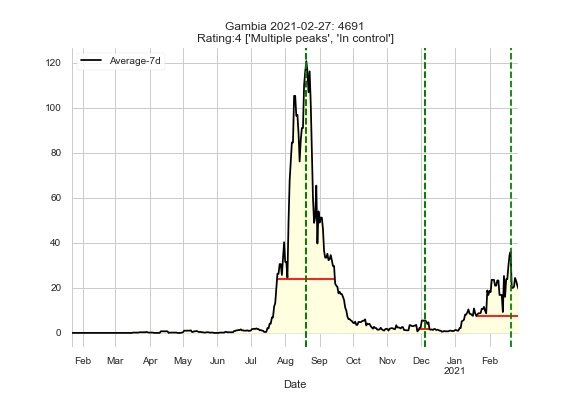 Gambia 2021-02-27: 4691
Rating:4 ['Multiple peaks', 'In control']
Average-7d
120
100
80
60
40
20
0
Feb Mar Apr May Jun Jul Aug Sep Oct Nov Dec Jan Feb
2021
Date